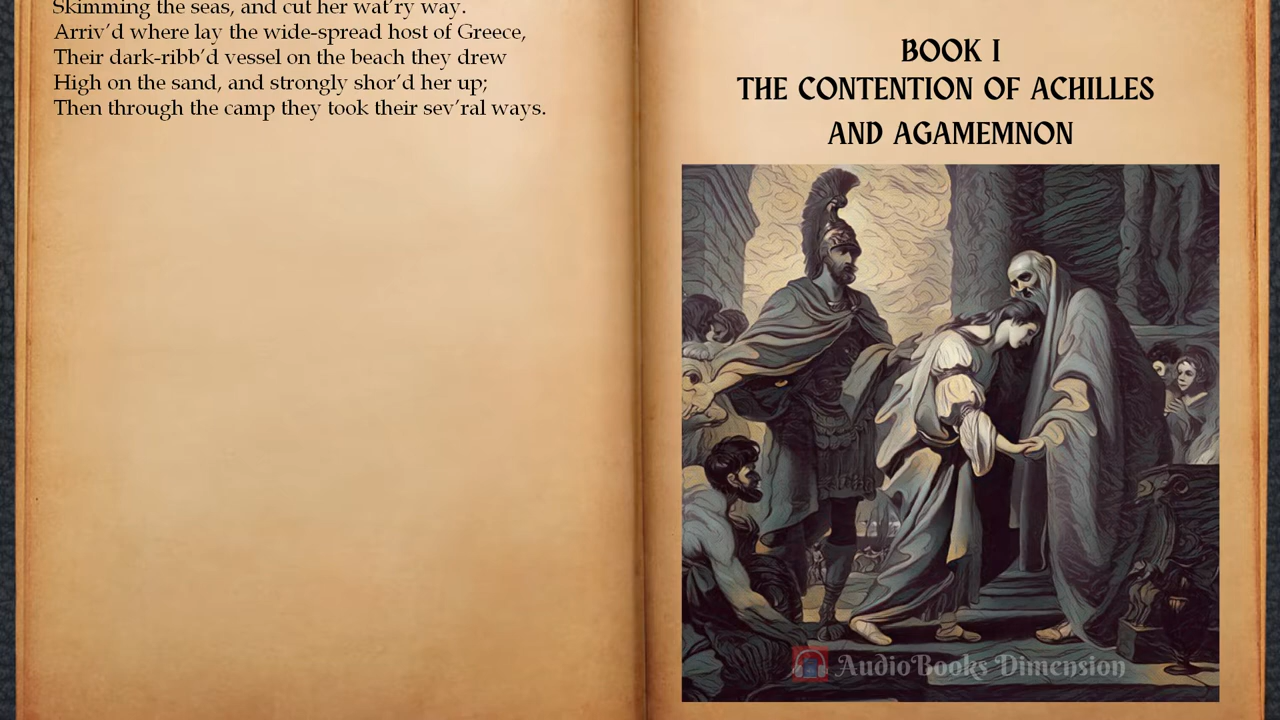 Skimming the seas, and cut her wat’ry way.
Arriv’d where lay the wide-spread host of Greece,
Their dark-ribb’d vessel on the beach they drew
High on the sand, and strongly shor’d her up;
Then through the camp they took their sev’ral ways.
BOOK I
THE CONTENTION OF ACHILLES
AND AGAMEMNON
AudioBooks Dimension